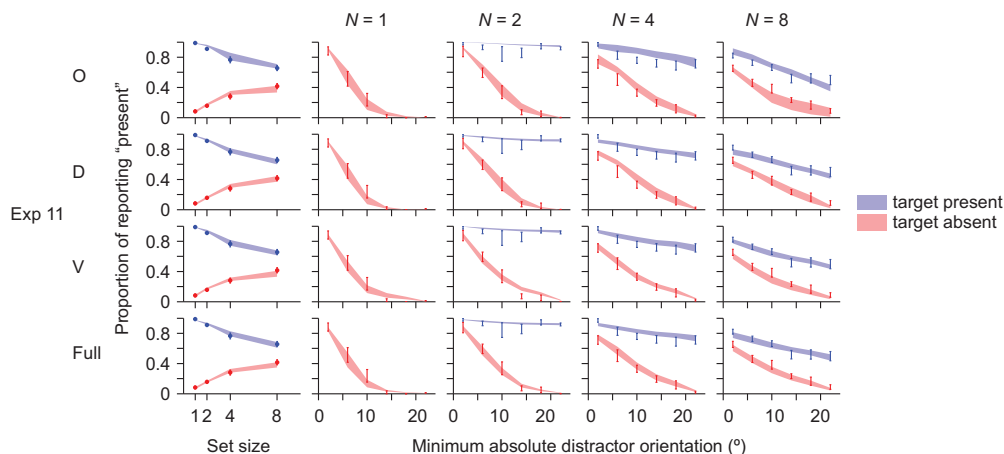 N = 1 N = 2 N = 4 N = 8
Exp 11
Proportion of reporting “present”
O
0.8
0.4
0
D
0.8
0.4
0
V
0.8
0.4
0
Full
0.8
0.4
0
target present
target absent
1 2 4 8
0 10 20
0 10 20
0 10 20
0 10 20
Set size
Minimum absolute distractor orientation (º)